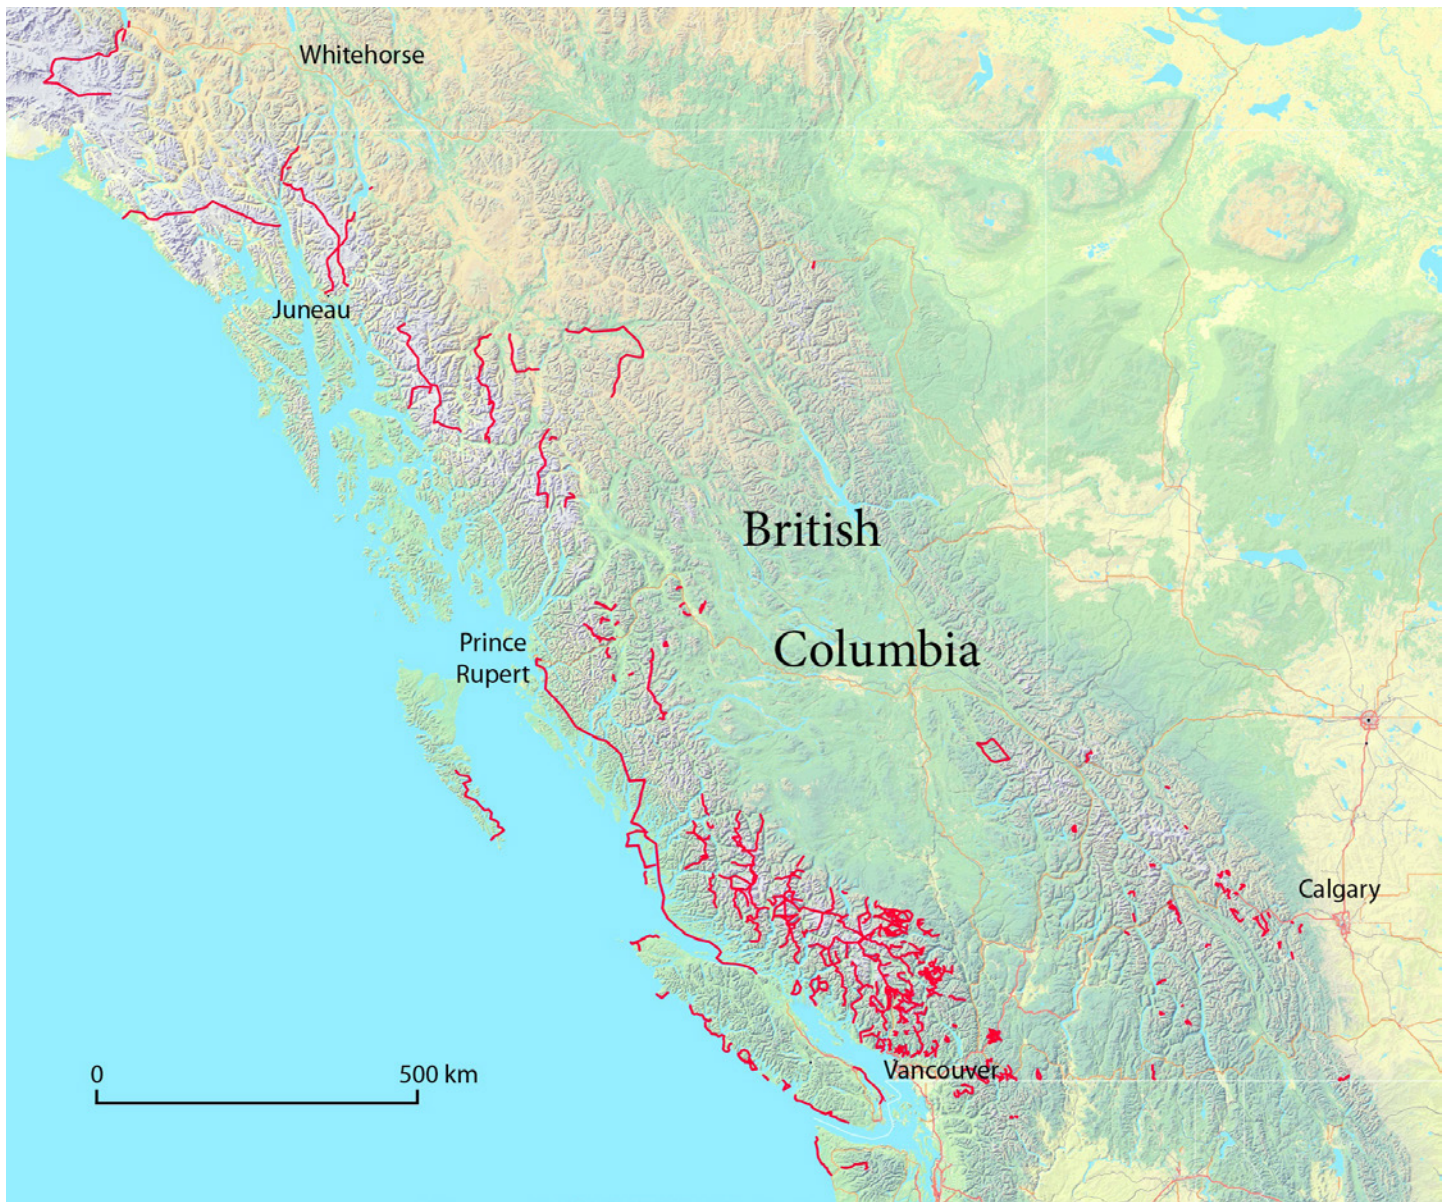 Whitehorse
Juneau
British
Columbia
Prince
Rupert
Calgary
Vancouver
0 500 km